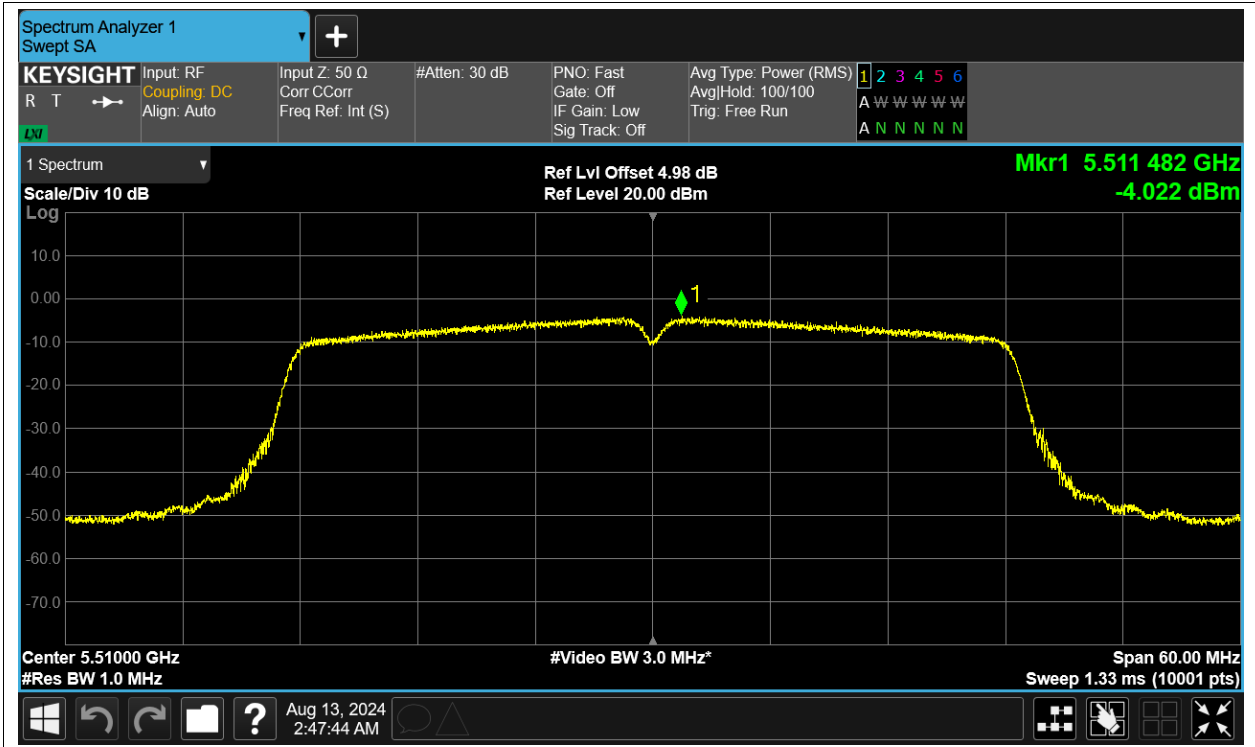 Spectrum Analyzer 1
Swept SA
KEYSIGHT
R T
LXI
Input: RF
Coupling: DC
Align: Auto
Input Z: 50 Ω
Corr CCorr
Freq Ref: Int (S)
#Atten: 30 dB
PNO: Fast
Gate: Off
IF Gain: Low
Sig Track: Off
Avg Type: Power (RMS)
Avg|Hold: 100/100
Trig: Free Run
1 2 3 4 5 6
A W W W W W
A N N N N N
1 Spectrum
Scale/Div 10 dB
Ref Lvl Offset 4.98 dB
Ref Level 20.00 dBm
Mkr1 5.511 482 GHz
-4.022 dBm
Log
10.0
0.00
-10.0
-20.0
-30.0
-40.0
-50.0
-60.0
-70.0
1
Center 5.51000 GHz
#Res BW 1.0 MHz
#Video BW 3.0 MHz*
Span 60.00 MHz
Sweep 1.33 ms (10001 pts)
?
Aug 13, 2024
2:47:44 AM